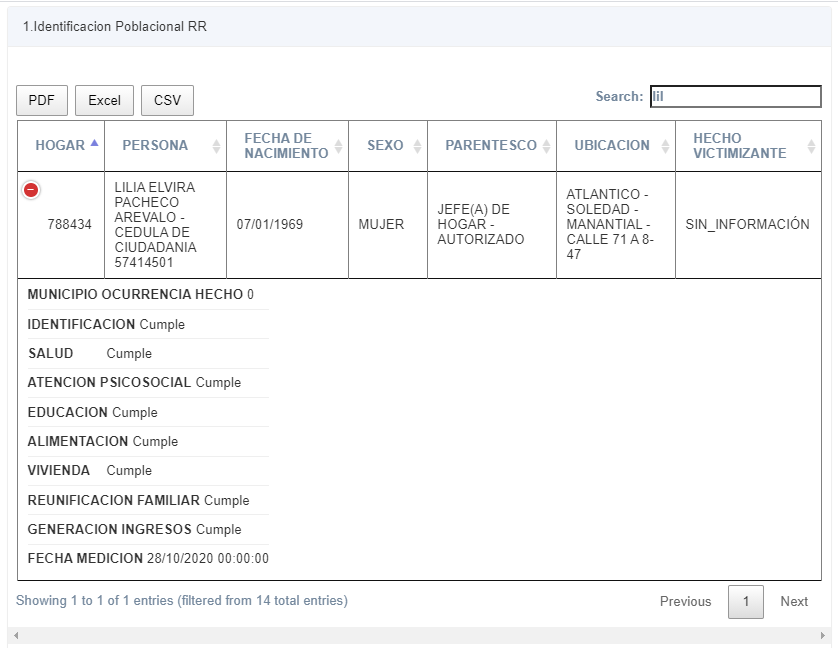 1.Identificacion Poblacional RR
PDF Excel CSV
Search: lil
HOGAR PERSONA FECHA DE NACIMIENTO SEXO PARENTESCO UBICACION HECHO VICTIMIZANTE
788434
LILIA ELVIRA
PACHECO
AREVALO -
CEDULA DE
CIUDADANIA
57414501
07/01/1969
MUJER
JEFE(A) DE
HOGAR -
AUTORIZADO
ATLANTICO -
SOLEDAD -
MANANTIAL -
CALLE 71 A 8-
47
SIN_INFORMACIÓN
MUNICIPIO OCURRENCIA HECHO 0
IDENTIFICACION Cumple
SALUD Cumple
ATENCION PSICOSOCIAL Cumple
EDUCACION Cumple
ALIMENTACION Cumple
VIVIENDA Cumple
REUNIFICACION FAMILIAR Cumple
GENERACION INGRESOS Cumple
FECHA MEDICION 28/10/2020 00:00:00
Showing 1 to 1 of 1 entries (filtered from 14 total entries)
Previous 1 Next